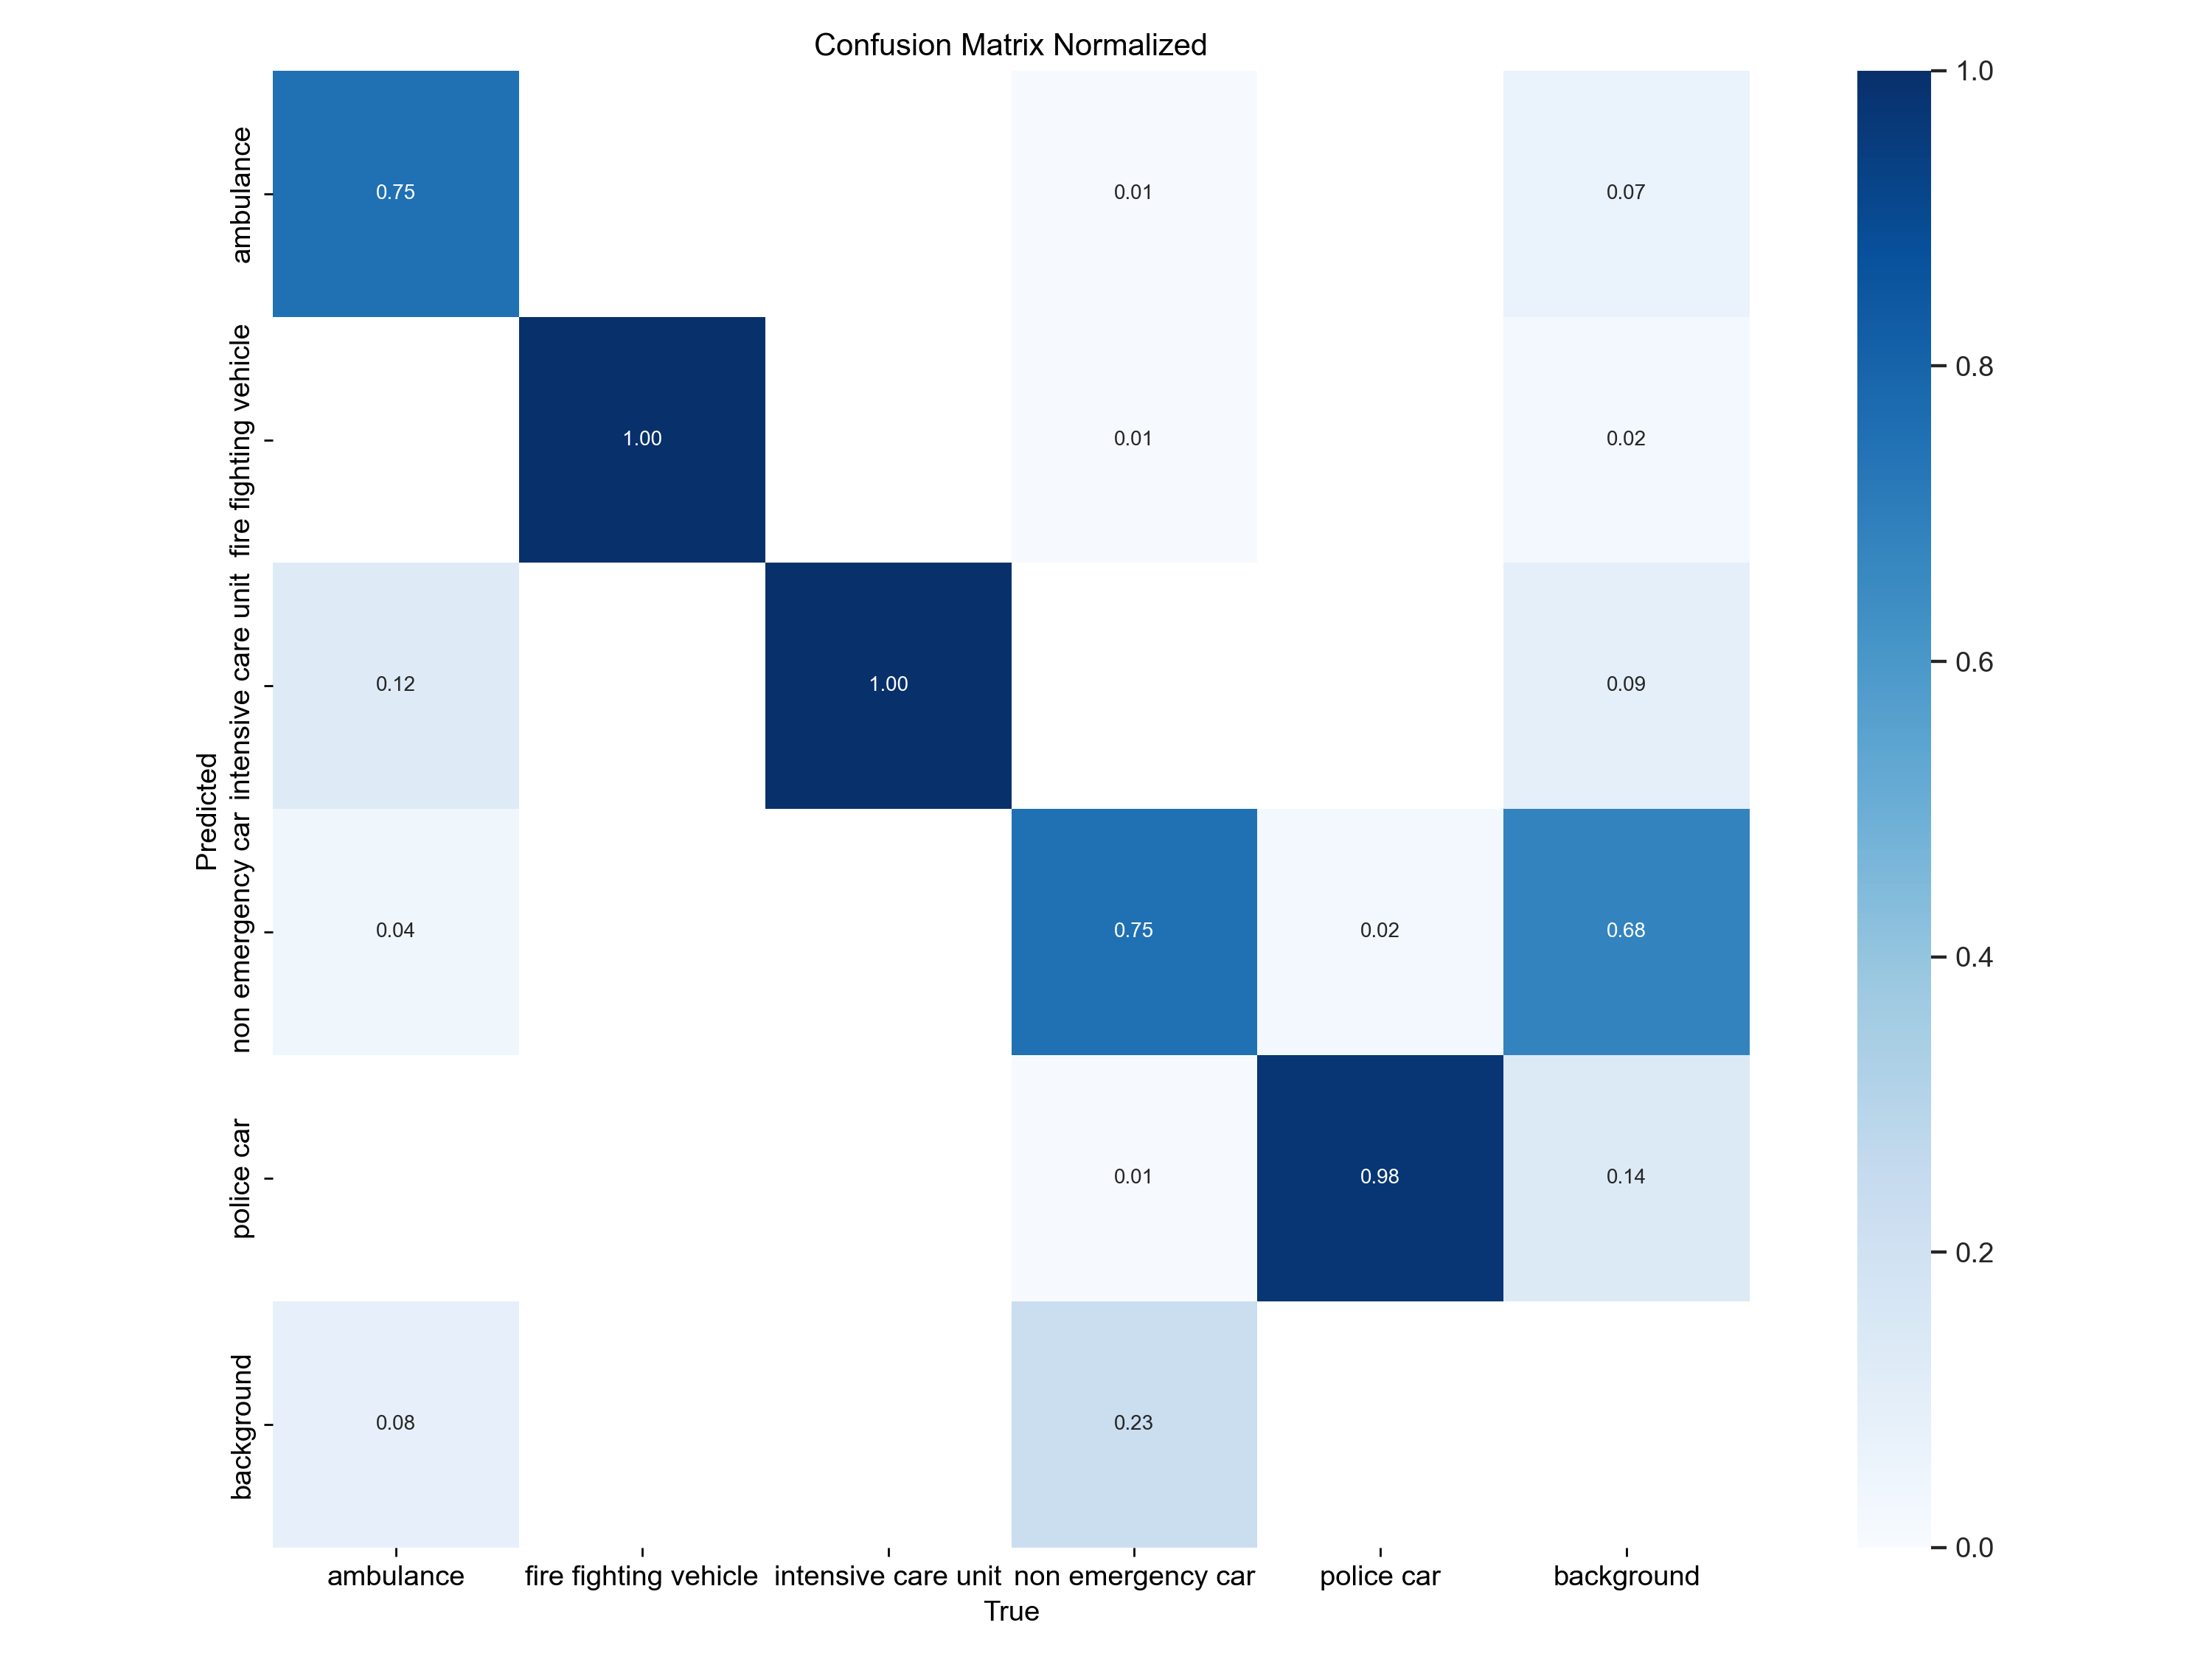 Confusion Matrix Normalized
ambulance
0.75
0.01
0.07
fire fighting vehicle
1.00
0.01
0.02
intensive care unit
0.12
1.00
0.09
non emergency car
0.04
0.75
0.02
0.68
police car
0.01
0.98
0.14
background
0.08
0.23
Predicted
ambulance
fire fighting vehicle
intensive care unit
non emergency car
police car
background
True
1.0
0.8
0.6
0.4
0.2
0.0